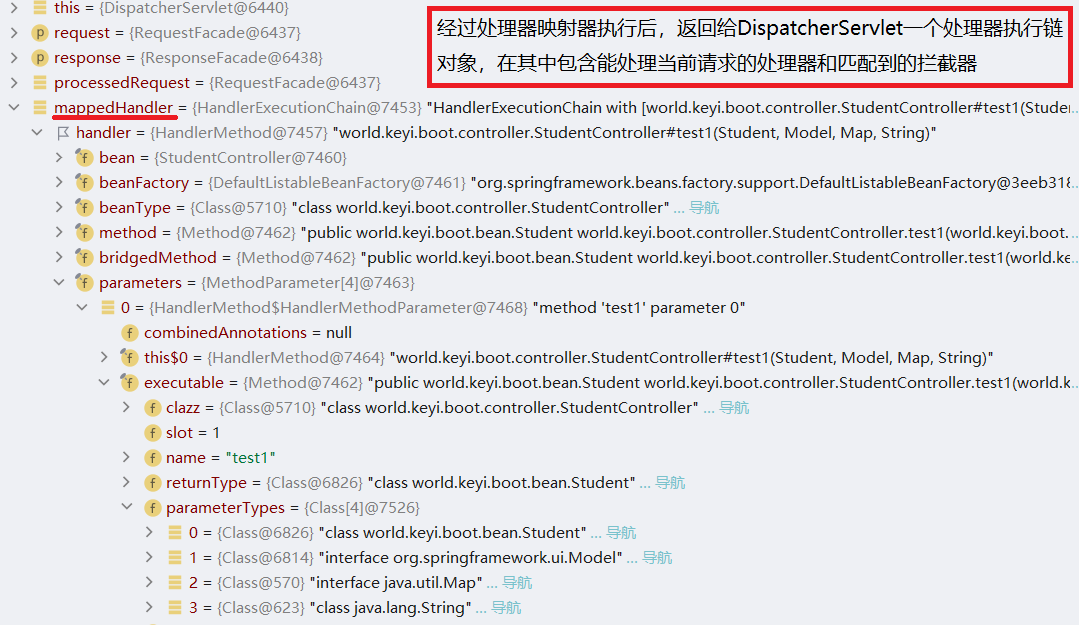 this = {DispatcherServlet@6440}
request = {RequestFacade@6437}
response = {ResponseFacade@6438}
processedRequest = {RequestFacade@6437}
经过处理器映射器执行后，返回给DispatcherServlet一个处理器执行链
对象，在其中包含能处理当前请求的处理器和匹配到的拦截器
mappedHandler = {HandlerExecutionChain@7453} "HandlerExecutionChain with [world.keyi.boot.controller.StudentController#test1(Stude...
handler = {HandlerMethod@7457} "world.keyi.boot.controller.StudentController#test1(Student, Model, Map, String)"
bean = {StudentController@7460}
beanFactory = {DefaultListableBeanFactory@7461} "org.springframework.beans.factory.support.DefaultListableBeanFactory@3eeb318...
beanType = {Class@5710} "class world.keyi.boot.controller.StudentController" ... 导航
method = {Method@7462} "public world.keyi.boot.bean.Student world.keyi.boot.controller.StudentController.test1(world.keyi.boot....
bridgedMethod = {Method@7462} "public world.keyi.boot.bean.Student world.keyi.boot.controller.StudentController.test1(world.ke...
parameters = {MethodParameter[4]@7463}
0 = {HandlerMethod$HandlerMethodParameter@7468} "method 'test1' parameter 0"
combinedAnnotations = null
this$0 = {HandlerMethod@7464} "world.keyi.boot.controller.StudentController#test1(Student, Model, Map, String)"
executable = {Method@7462} "public world.keyi.boot.bean.Student world.keyi.boot.controller.StudentController.test1(world.k...
clazz = {Class@5710} "class world.keyi.boot.controller.StudentController" ... 导航
slot = 1
name = "test1"
returnType = {Class@6826} "class world.keyi.boot.bean.Student" ... 导航
parameterTypes = {Class[4]@7526}
0 = {Class@6826} "class world.keyi.boot.bean.Student" ... 导航
1 = {Class@6814} "interface org.springframework.ui.Model" ... 导航
2 = {Class@570} "interface java.util.Map" ... 导航
3 = {Class@623} "class java.lang.String" ... 导航